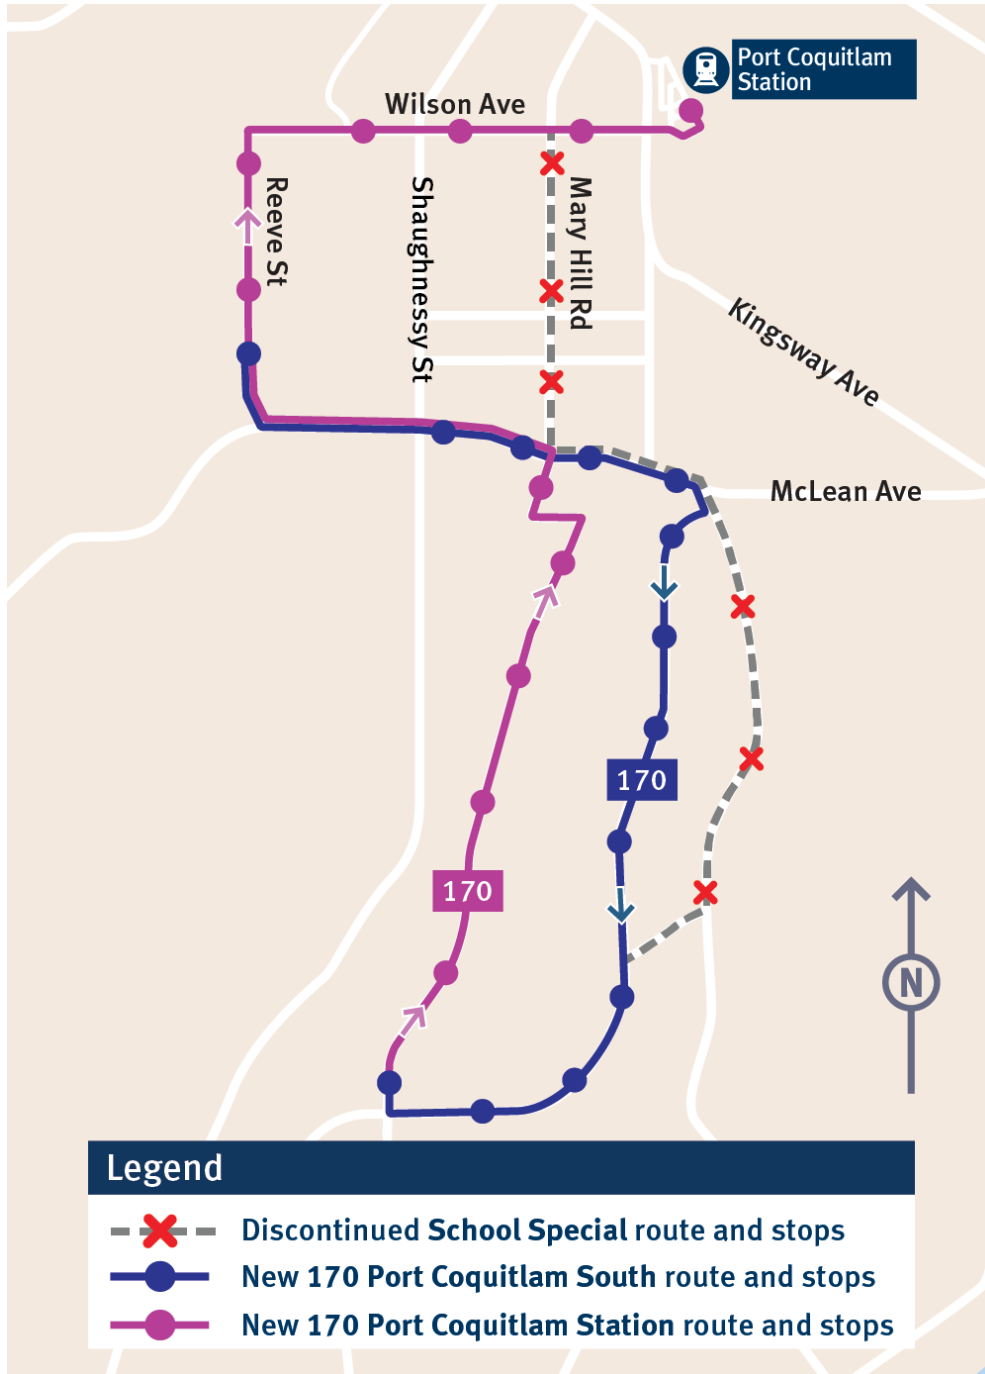 Port Coquitlam
Station
Wilson Ave
Reeve St
Shaughnessy St
Mary Hill Rd
Kingsway Ave
McLean Ave
170
170
N
Legend
Discontinued School Special route and stops
New 170 Port Coquitlam South route and stops
New 170 Port Coquitlam Station route and stops